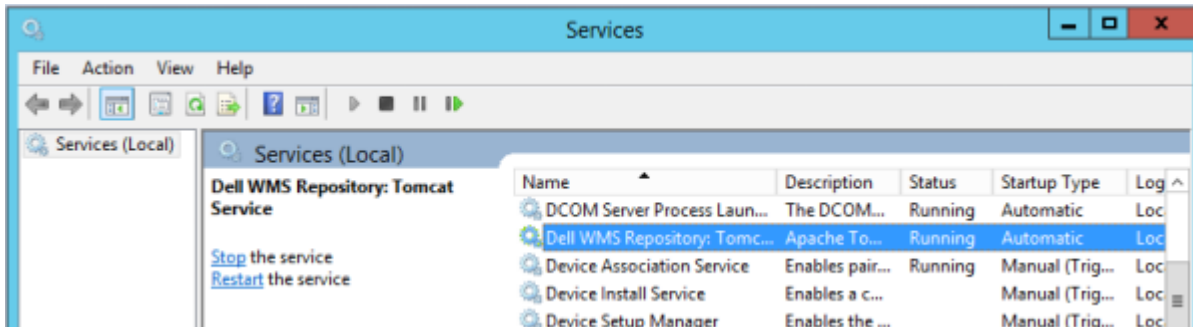 Services
File Action View Help
Services (Local)
Services (Local)
Dell WMS Repository: Tomcat
Service
Stop the service
Restart the service
Name Description Status Startup Type Log
DCOM Server Process Laun... The DCOM... Running Automatic Loc
Dell WMS Repository: Tomc... Apache To... Running Automatic Loc
Device Association Service Enables pair... Running Manual (Trig... Loc
Device Install Service Enables a c... Manual (Trig... Loc
Device Setup Manager Enables the ... Manual (Trig... Loc